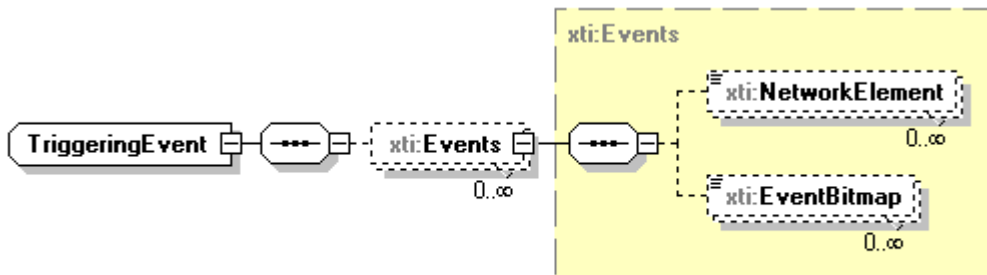 xti:Events
xti:NetworkElement
0..∞
TriggeringEvent
xti:Events
0..∞
xti:EventBitmap
0..∞